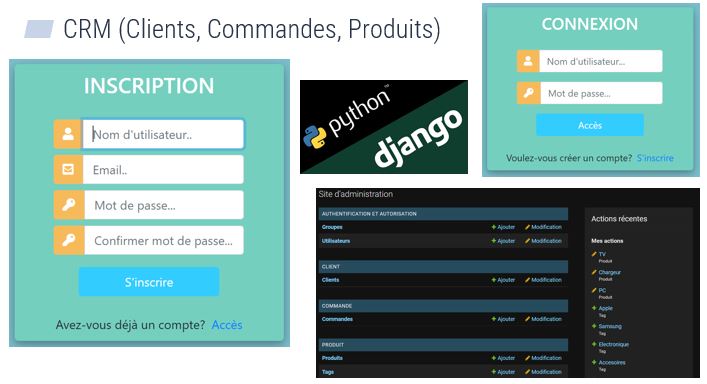 CRM (Clients, Commandes, Produits)
INSCRIPTION
Nom d'utilisateur..
Email..
Mot de passe...
Confirmer mot de passe...
S'inscrire
Avez-vous déjà un compte? Accès
python™
django
CONNEXION
Nom d'utilisateur...
Mot de passe...
Accès
Voulez-vous créer un compte? S'inscrire
Site d'administration
AUTHENTIFICATION ET AUTORISATION
Groupes Ajouter Modification
Utilisateurs Ajouter Modification
CLIENT
Clients Ajouter Modification
COMMANDE
Commandes Ajouter Modification
PRODUIT
Produits Ajouter Modification
Tags Ajouter Modification
Actions récentes
Mes actions
TV
Produit
Chargeur
Produit
PC
Produit
Apple
Tag
Samsung
Tag
Electronique
Tag
Accesoires
Tag